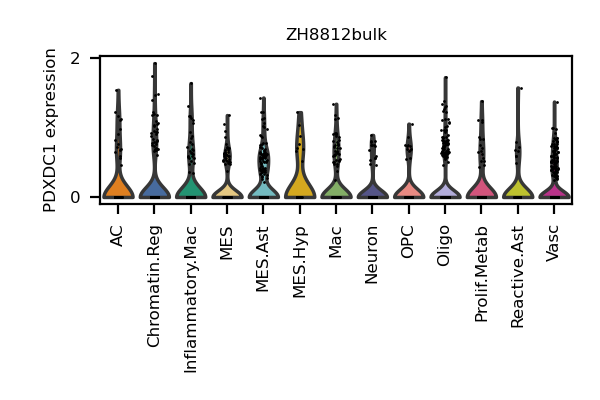 ZH8812bulk
PDXDC1 expression
2
0
AC
Chromatin.Reg
Inflammatory.Mac
MES
MES.Ast
MES.Hyp
Mac
Neuron
OPC
Oligo
Prolif.Metab
Reactive.Ast
Vasc